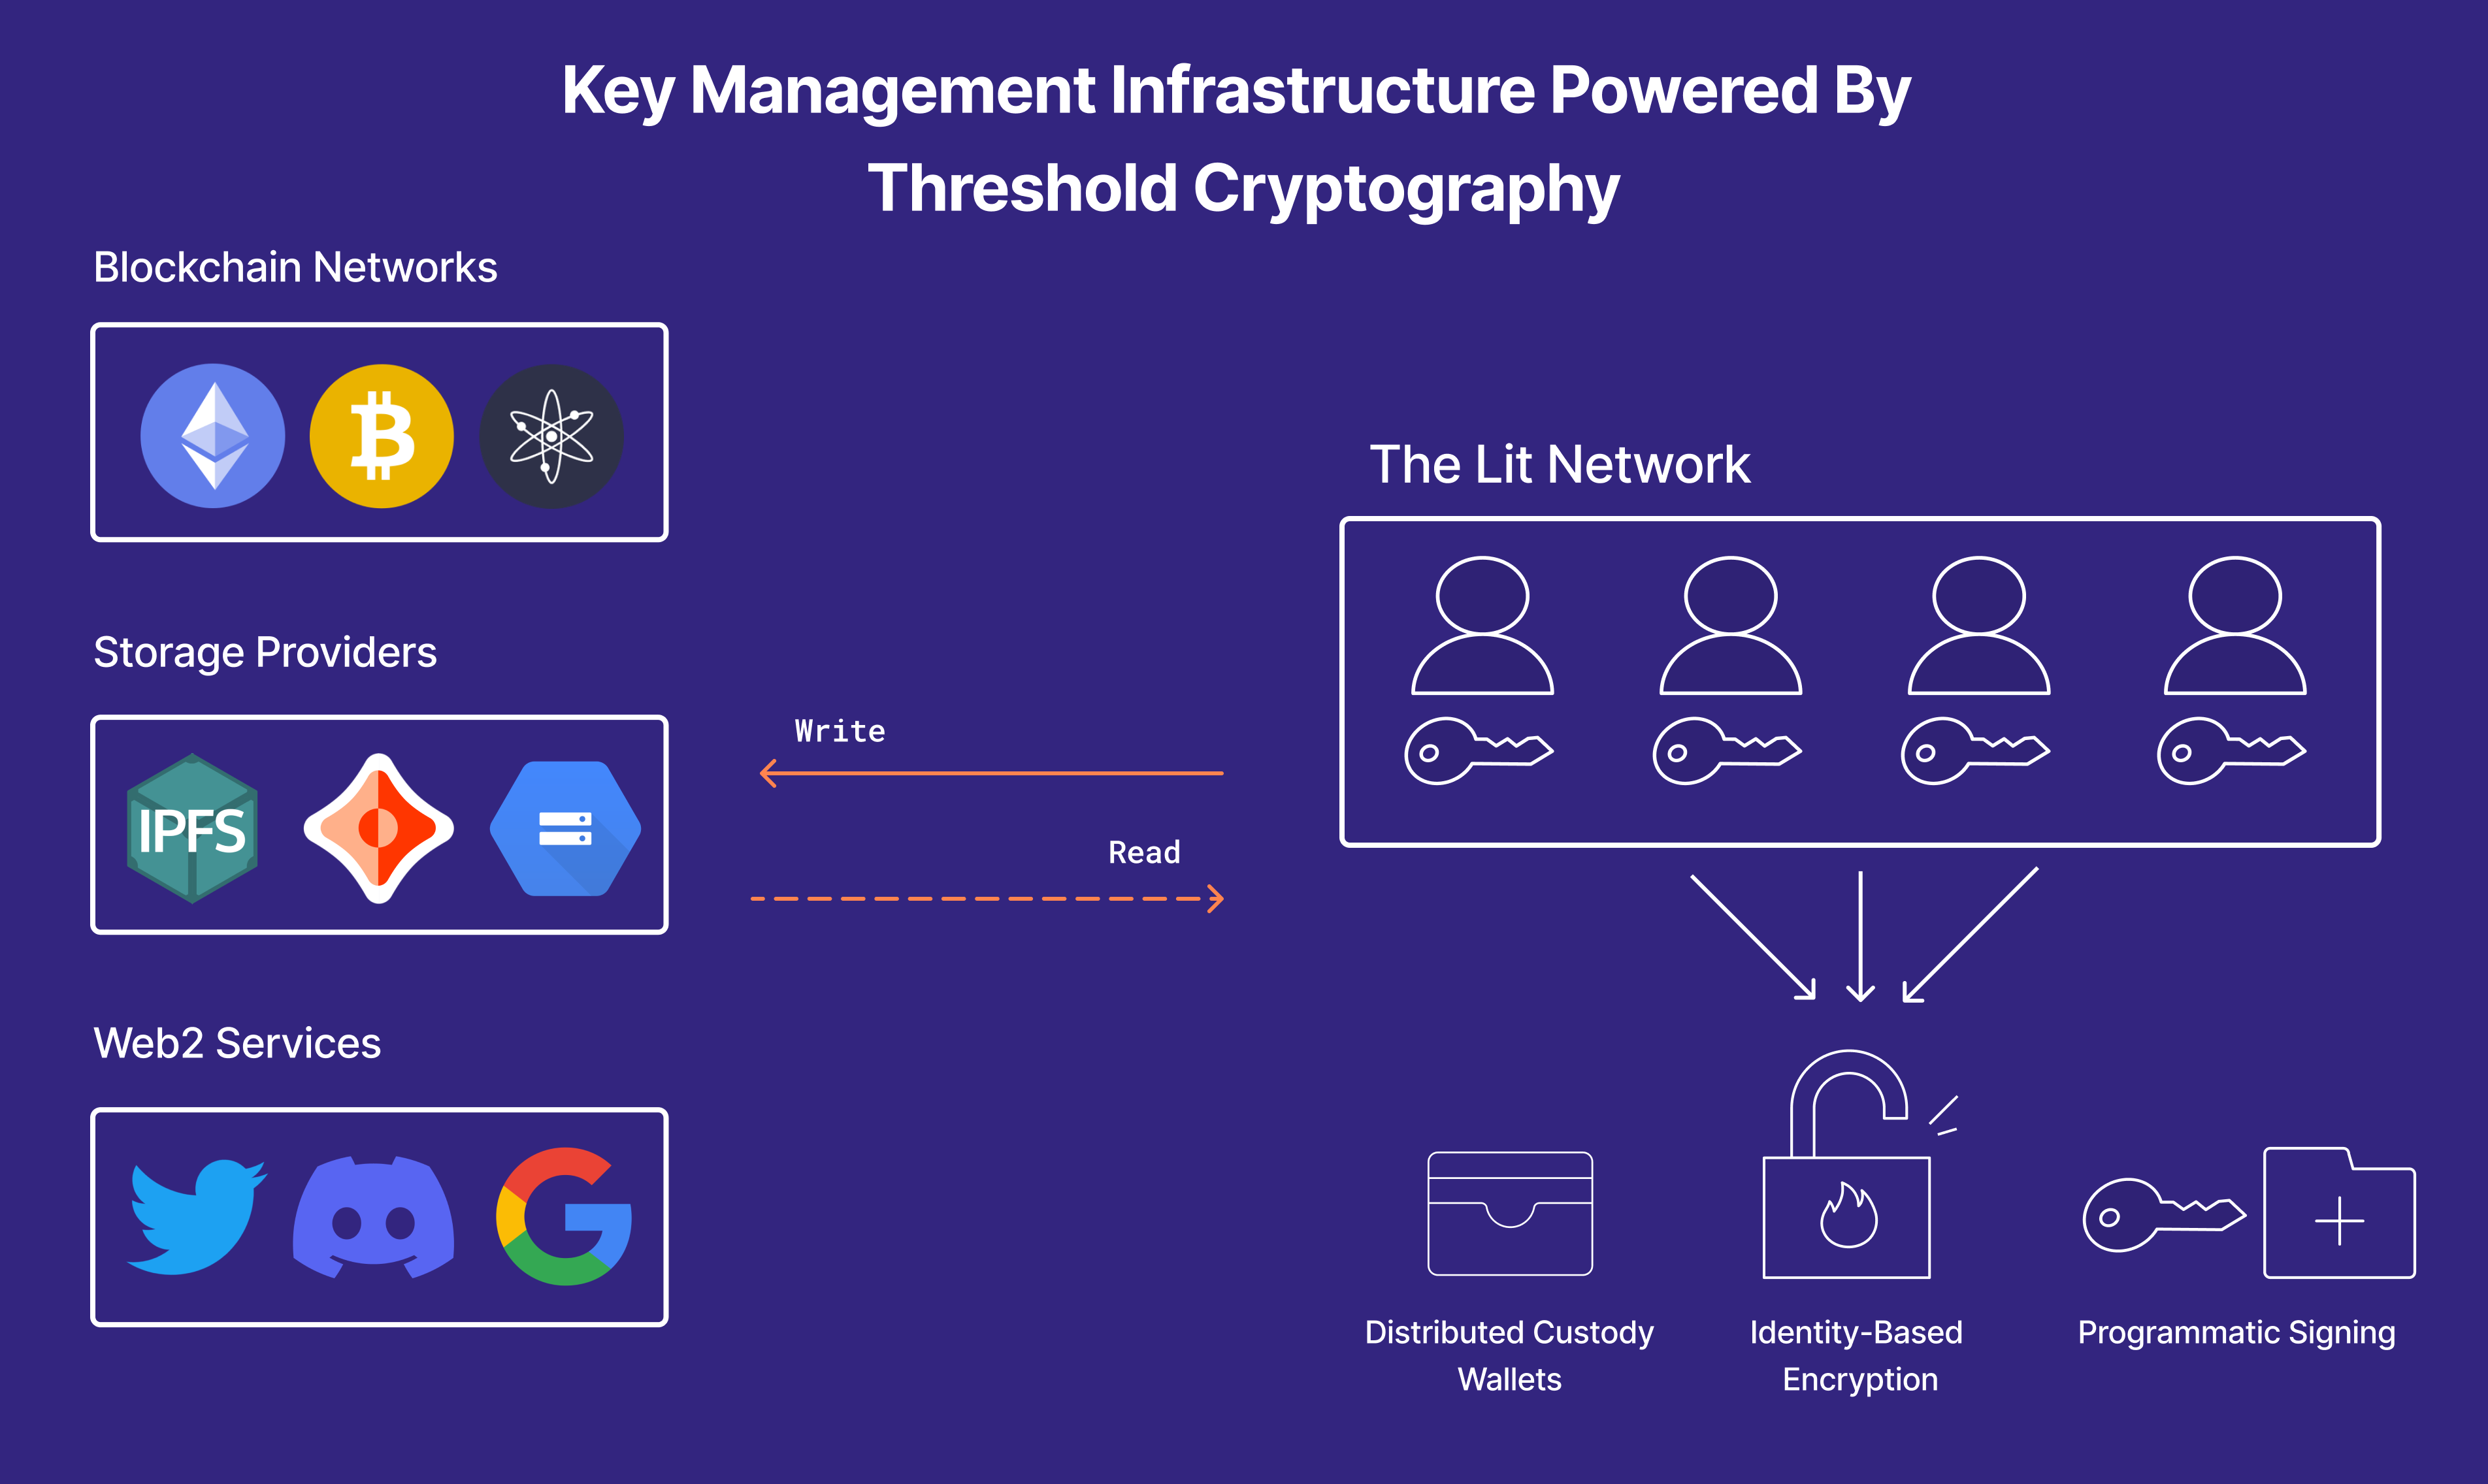 Key Management Infrastructure Powered By
Threshold Cryptography
Blockchain Networks
Storage Providers
IPFS
Web2 Services
Write
Read
The Lit Network
Distributed Custody
Wallets
Identity-Based
Encryption
Programmatic Signing